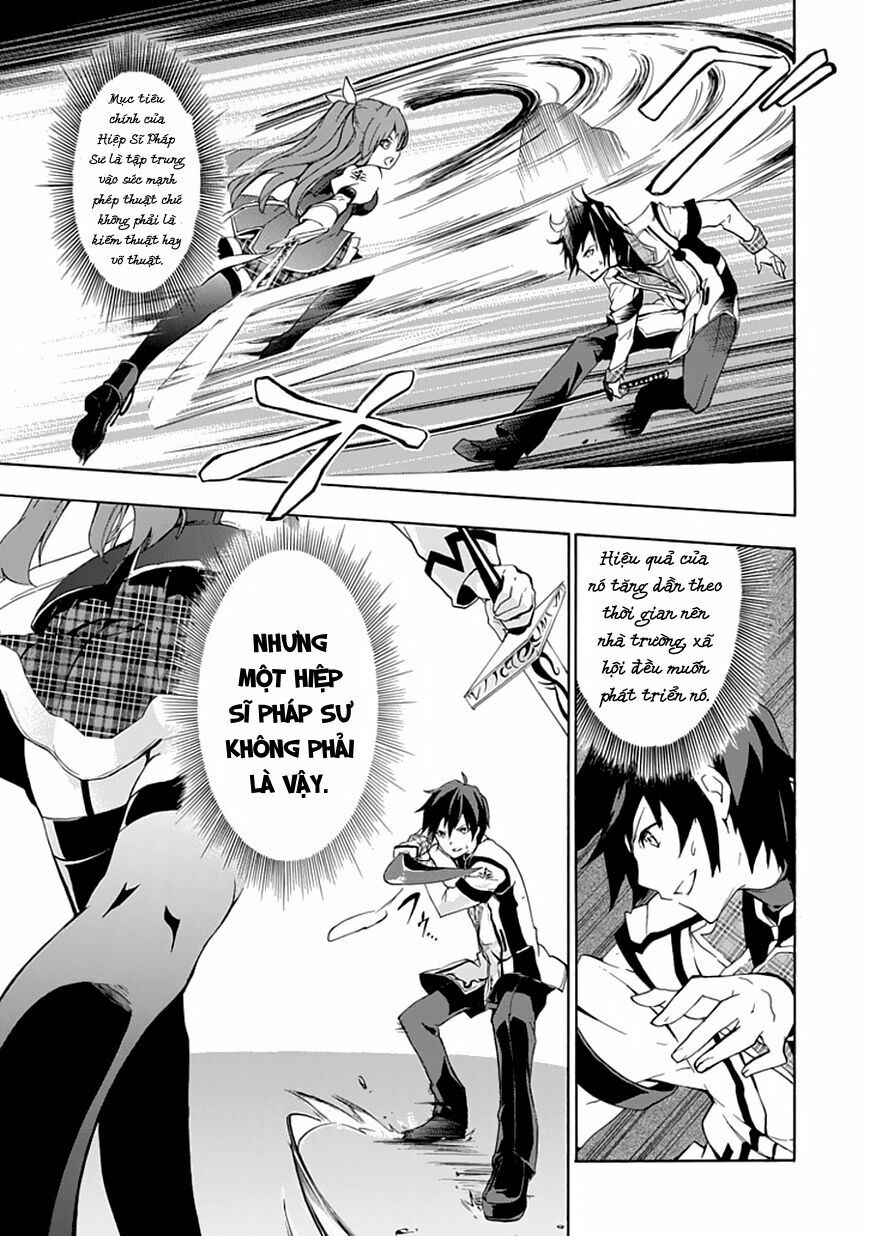 Mục tiêu
chính của
Hiệp Sĩ Pháp
Sư là tập trung
vào sức mạnh
phép thuật chứ
không phải là
kiếm thuật hay
võ thuật.
Hiệu quả của
nó tăng dần theo
thời gian nên
nhà trường, xã
hội đều muốn
phát triển nó.
NHƯNG
MỘT HIỆP
SĨ PHÁP SƯ
KHÔNG PHẢI
LÀ VẬY.